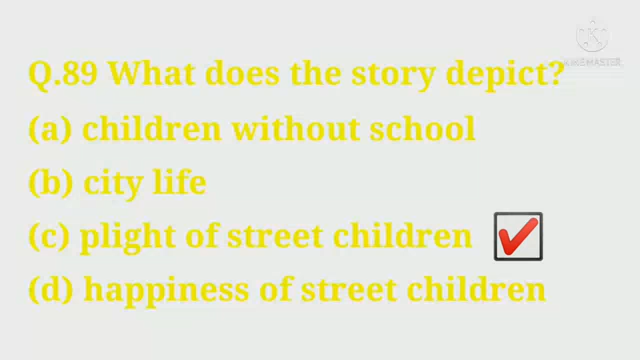 Q.89 What does the story depict?
KINEMASTER
(a) children without school
(b) city life
(c) plight of street children
(d) happiness of street children